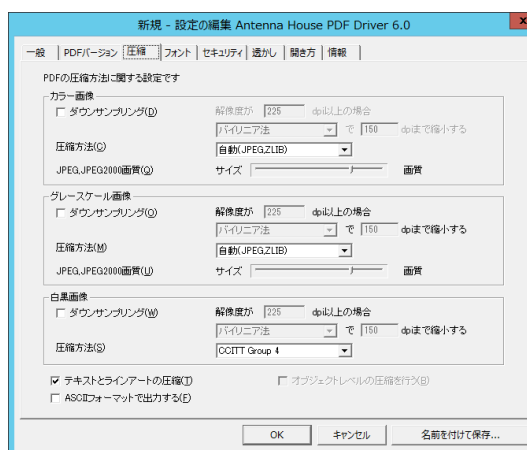 新規 - 設定の編集 Antenna House PDF Driver 6.0
x
一般 PDFバージョン 圧縮 フォント セキュリティ 透かし 開き方 情報
PDFの圧縮方法に関する設定です
カラー画像
ダウンサンプリング(D) 解像度が 225 dpi以上の場合
バイリニア法 で 150 dpiまで縮小する
圧縮方法(C) 自動(JPEG,ZLIB)
JPEG,JPEG2000画質(Q) サイズ 画質
グレースケール画像
ダウンサンプリング(O) 解像度が 225 dpi以上の場合
バイリニア法 で 150 dpiまで縮小する
圧縮方法(M) 自動(JPEG,ZLIB)
JPEG,JPEG2000画質(U) サイズ 画質
白黒画像
ダウンサンプリング(W) 解像度が 225 dpi以上の場合
バイリニア法 で 150 dpiまで縮小する
圧縮方法(S) CCITT Group 4
テキストとラインアートの圧縮(T) オブジェクトレベルの圧縮を行う(B)
ASCIIフォーマットで出力する(F)
OK キャンセル 名前を付けて保存...